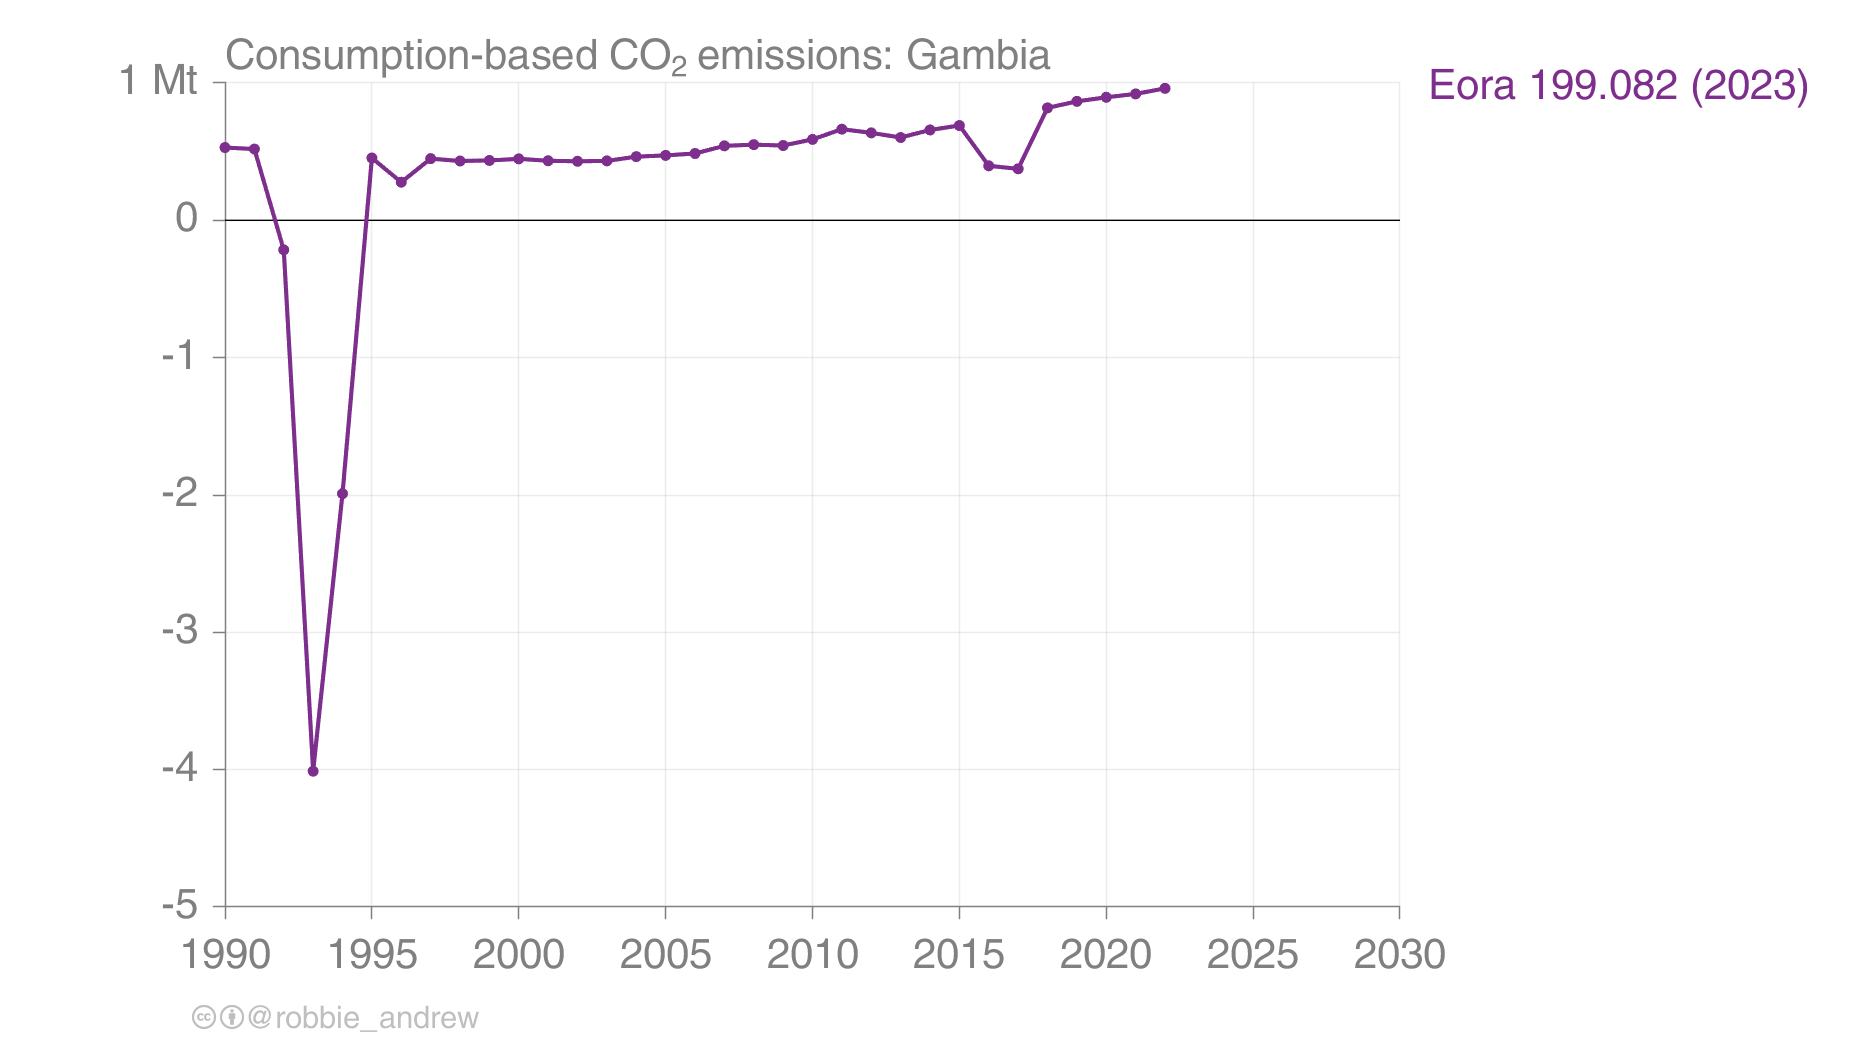 Consumption-based CO₂ emissions: Gambia
1 Mt
0
-1
-2
-3
-4
-5
1990 1995 2000 2005 2010 2015 2020 2025 2030
Eora 199.082 (2023)
cc @robbie_andrew